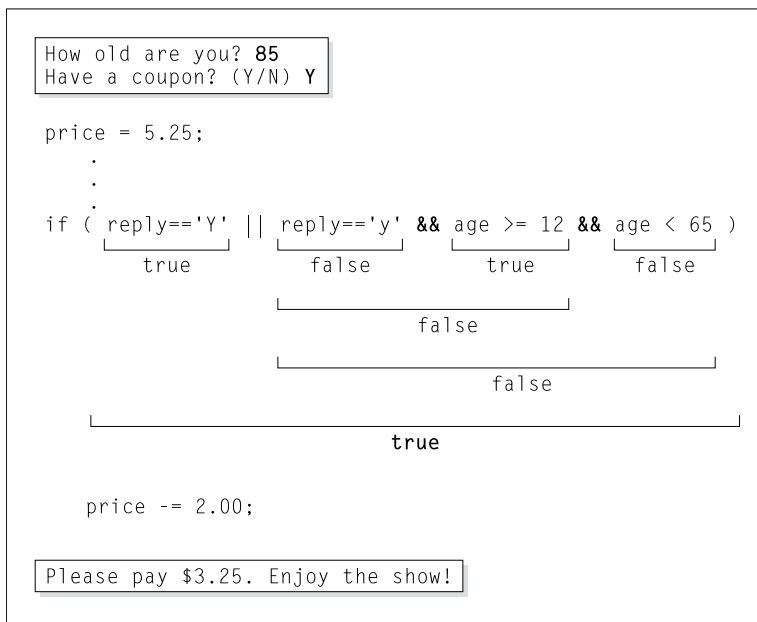 How old are you? 85
Have a coupon? (Y/N) Y
price = 5.25;
.
.
.
if ( reply=='Y' || reply=='y' && age >= 12 && age < 65 )
true false true false
false
false
true
price -= 2.00;
Please pay $3.25. Enjoy the show!